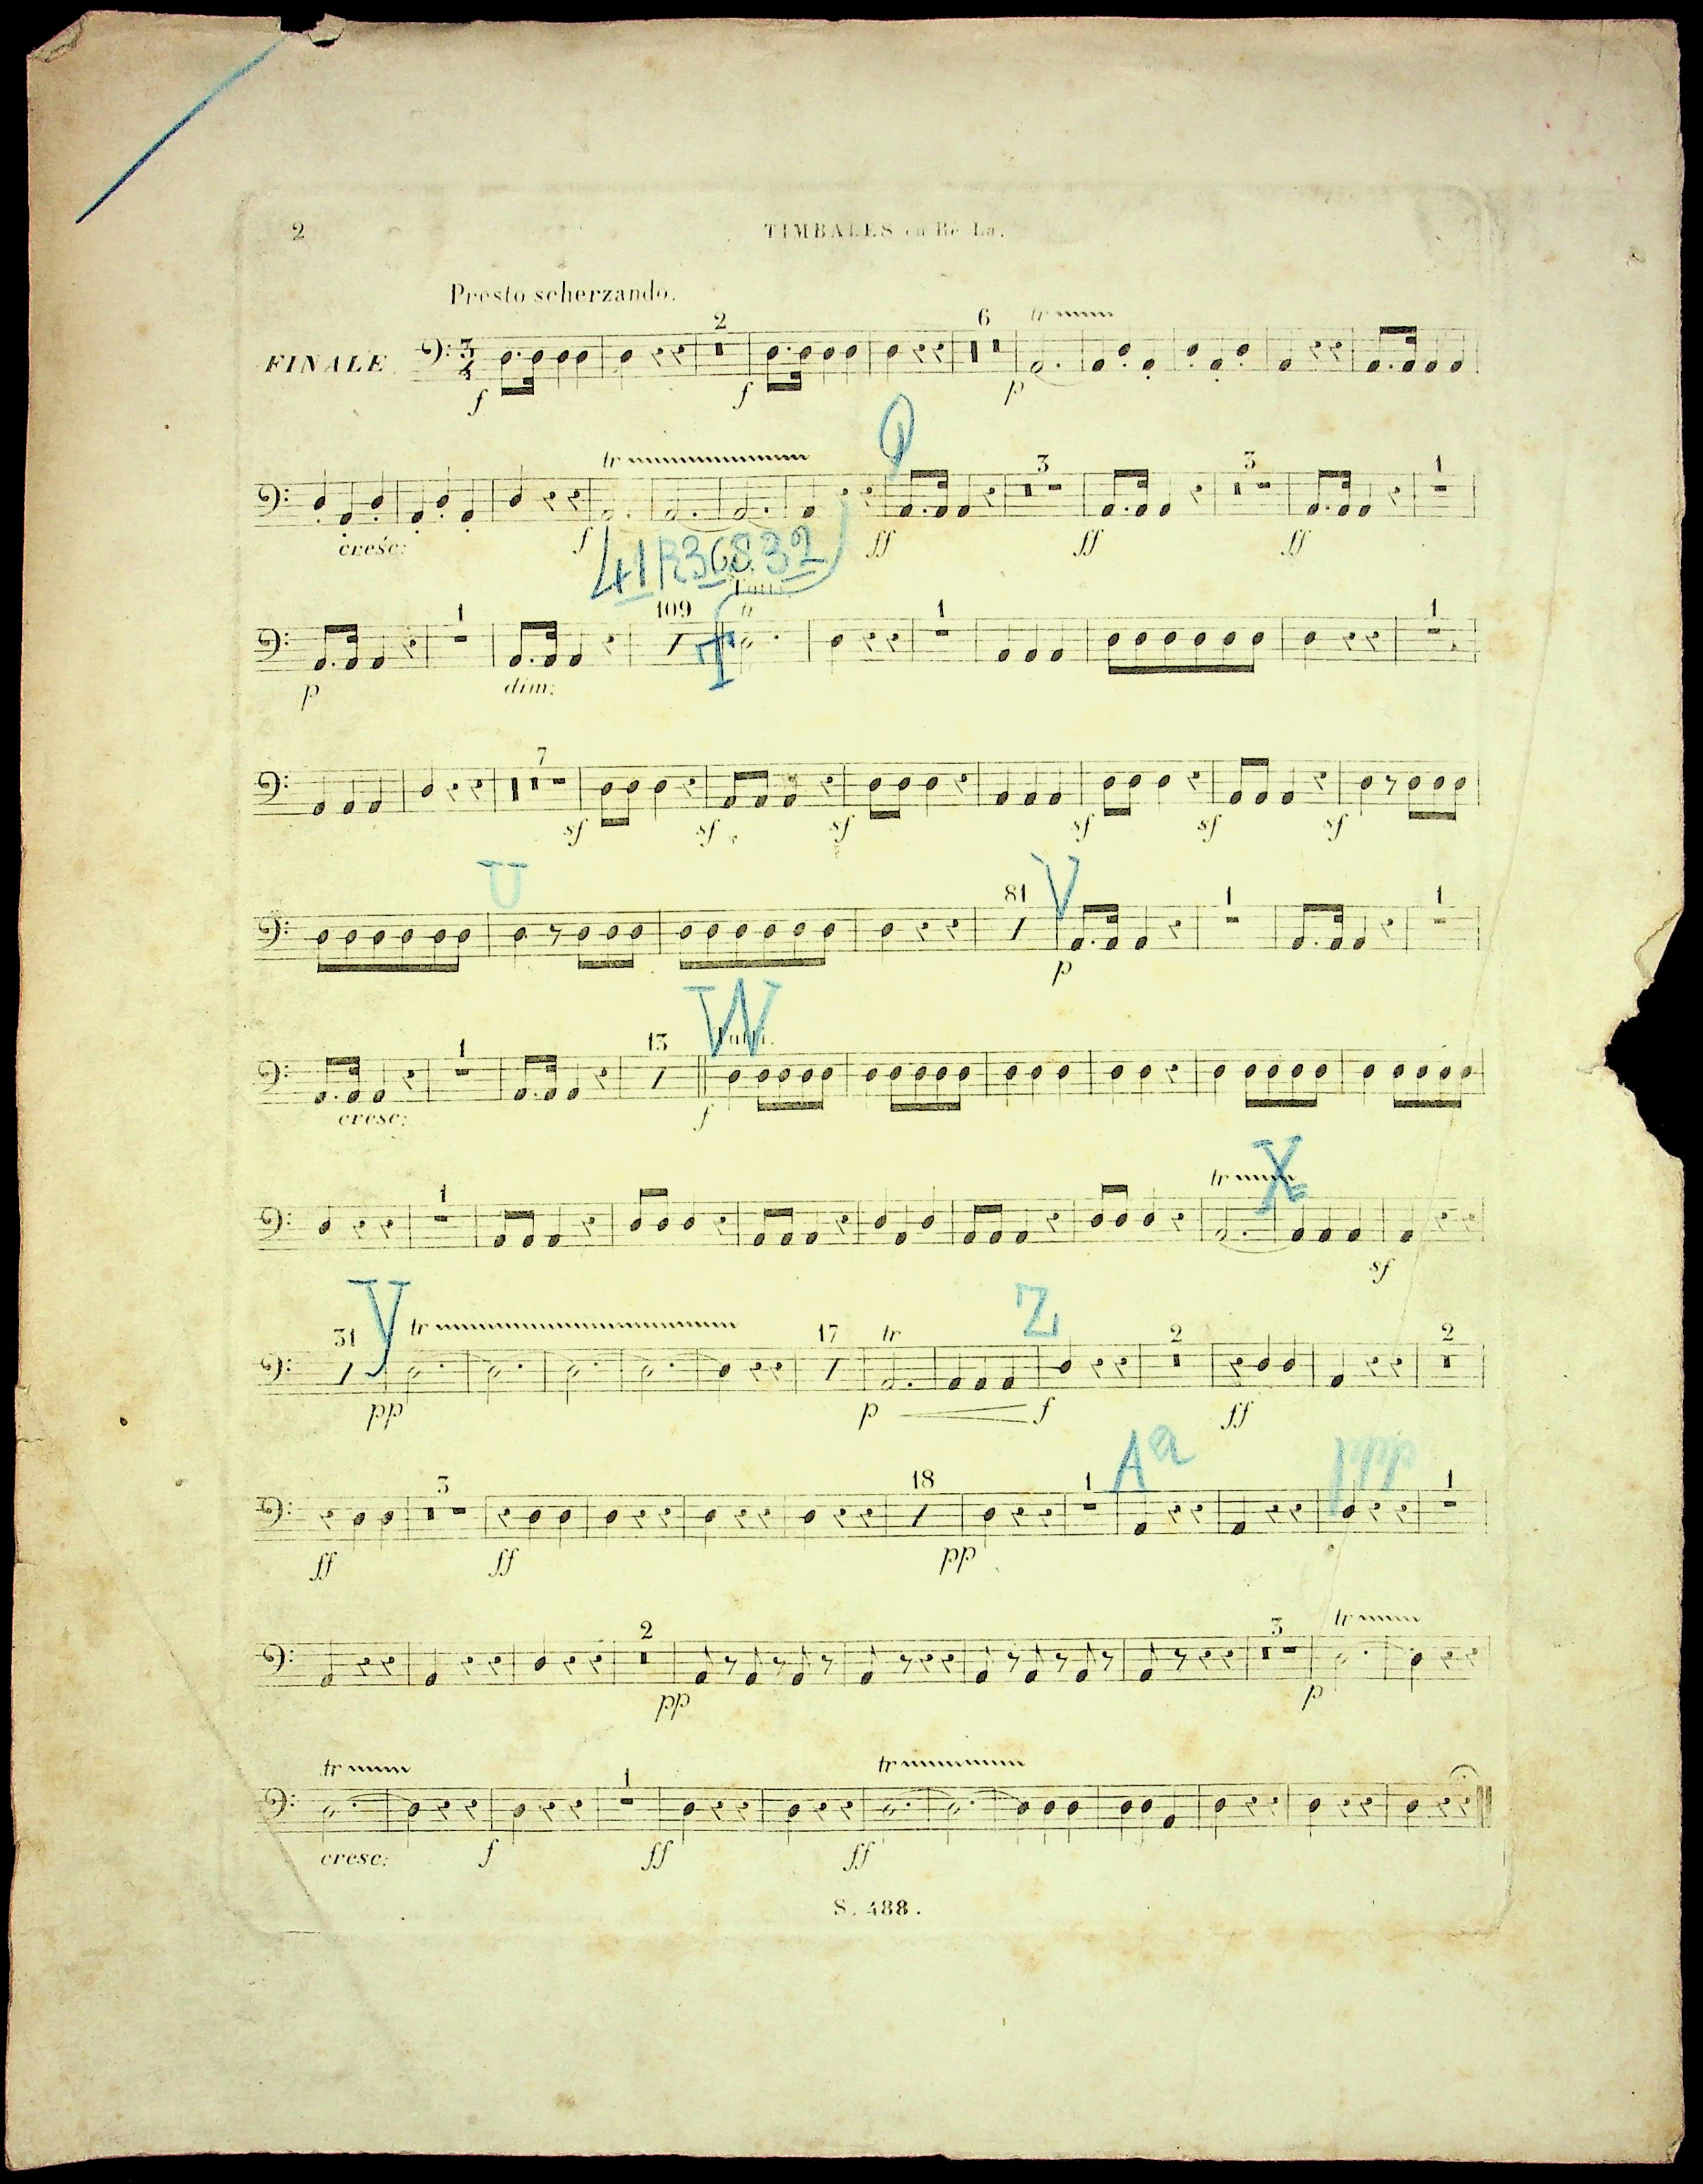 2
TIMBALES en Ré La.
Presto scherzando.
2 6 tr
FINALE 3 4
f f p
Q
tr 3 3 1
cresc: f ff ff ff
41 R 36 S. 32
Tutti.
1 109 tr 1 1
T
p dim:
7
sf sf sf sf sf sf
U V
81 1 1
p
W
1 13 Tutti.
cresc: f
X
1 tr
sf
Y Z
31 tr 17 tr 2 2
pp p f ff
Aa ppp
3 18 1 1
ff ff pp
2 3 tr
pp p
tr 1 tr
cresc: f ff ff
S. 488.